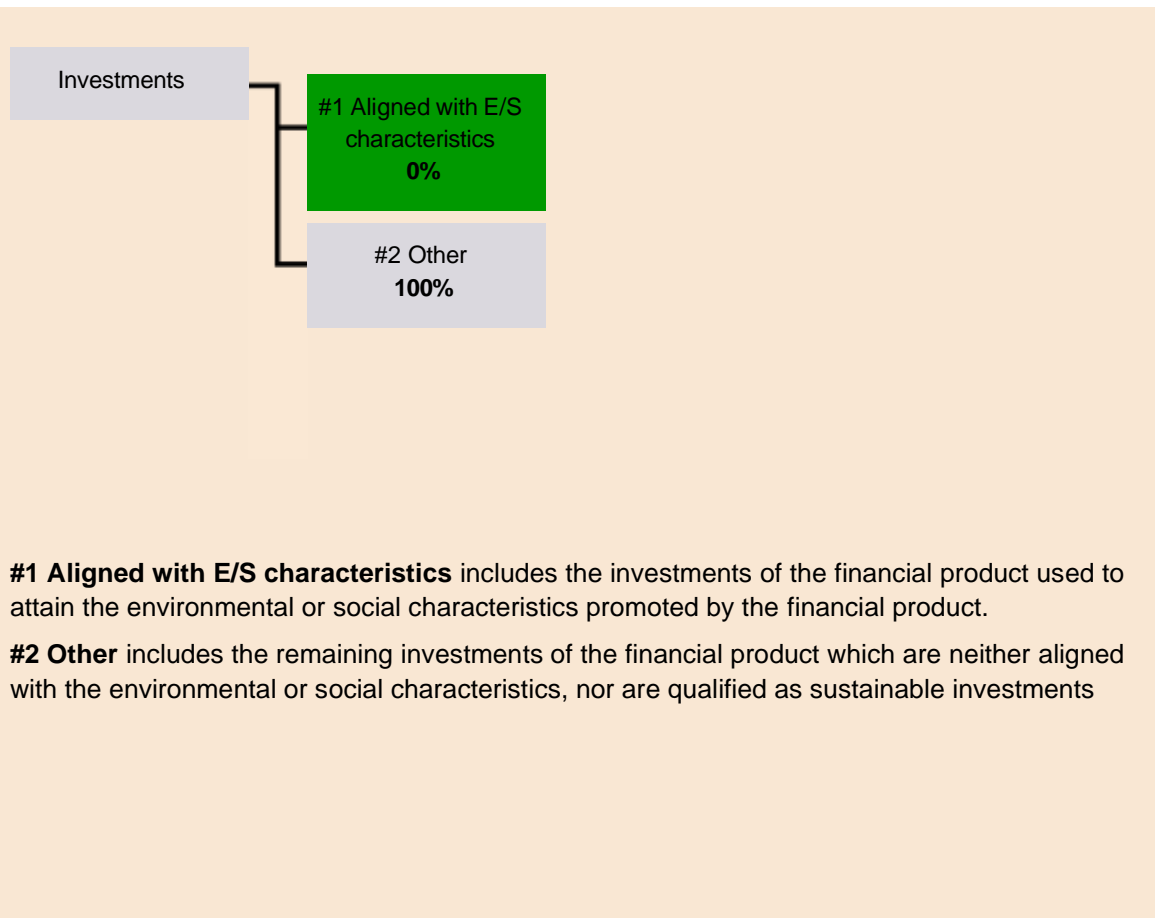 Investments
#1 Aligned with E/S
characteristics
0%
#2 Other
100%
#1 Aligned with E/S characteristics includes the investments of the financial product used to
attain the environmental or social characteristics promoted by the financial product.
#2 Other includes the remaining investments of the financial product which are neither aligned
with the environmental or social characteristics, nor are qualified as sustainable investments